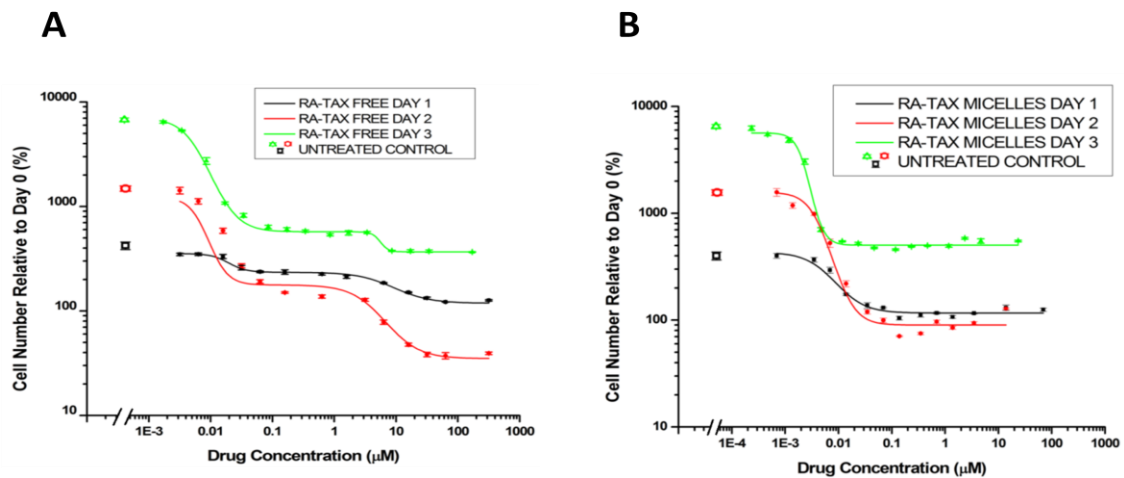 A
B
RA-TAX FREE DAY 1
RA-TAX FREE DAY 2
RA-TAX FREE DAY 3
UNTREATED CONTROL
Cell Number Relative to Day 0 (%)
10000
1000
100
10
1E-3 0.01 0.1 1 10 100 1000
Drug Concentration (µM)
RA-TAX MICELLES DAY 1
RA-TAX MICELLES DAY 2
RA-TAX MICELLES DAY 3
UNTREATED CONTROL
Cell Number Relative to Day 0 (%)
10000
1000
100
10
1E-4 1E-3 0.01 0.1 1 10 100 1000
Drug Concentration (µM)